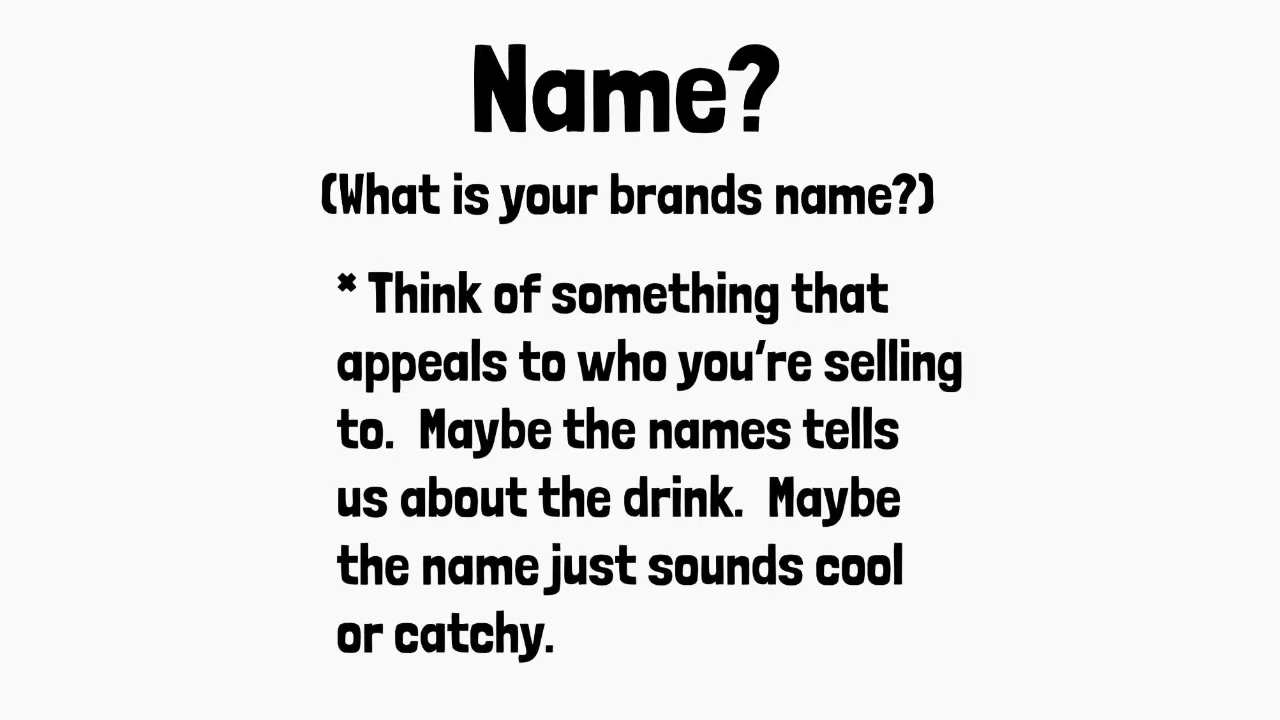 Name?
(What is your brands name?)
* Think of something that
appeals to who you're selling
to.  Maybe the names tells
us about the drink.  Maybe
the name just sounds cool
or catchy.